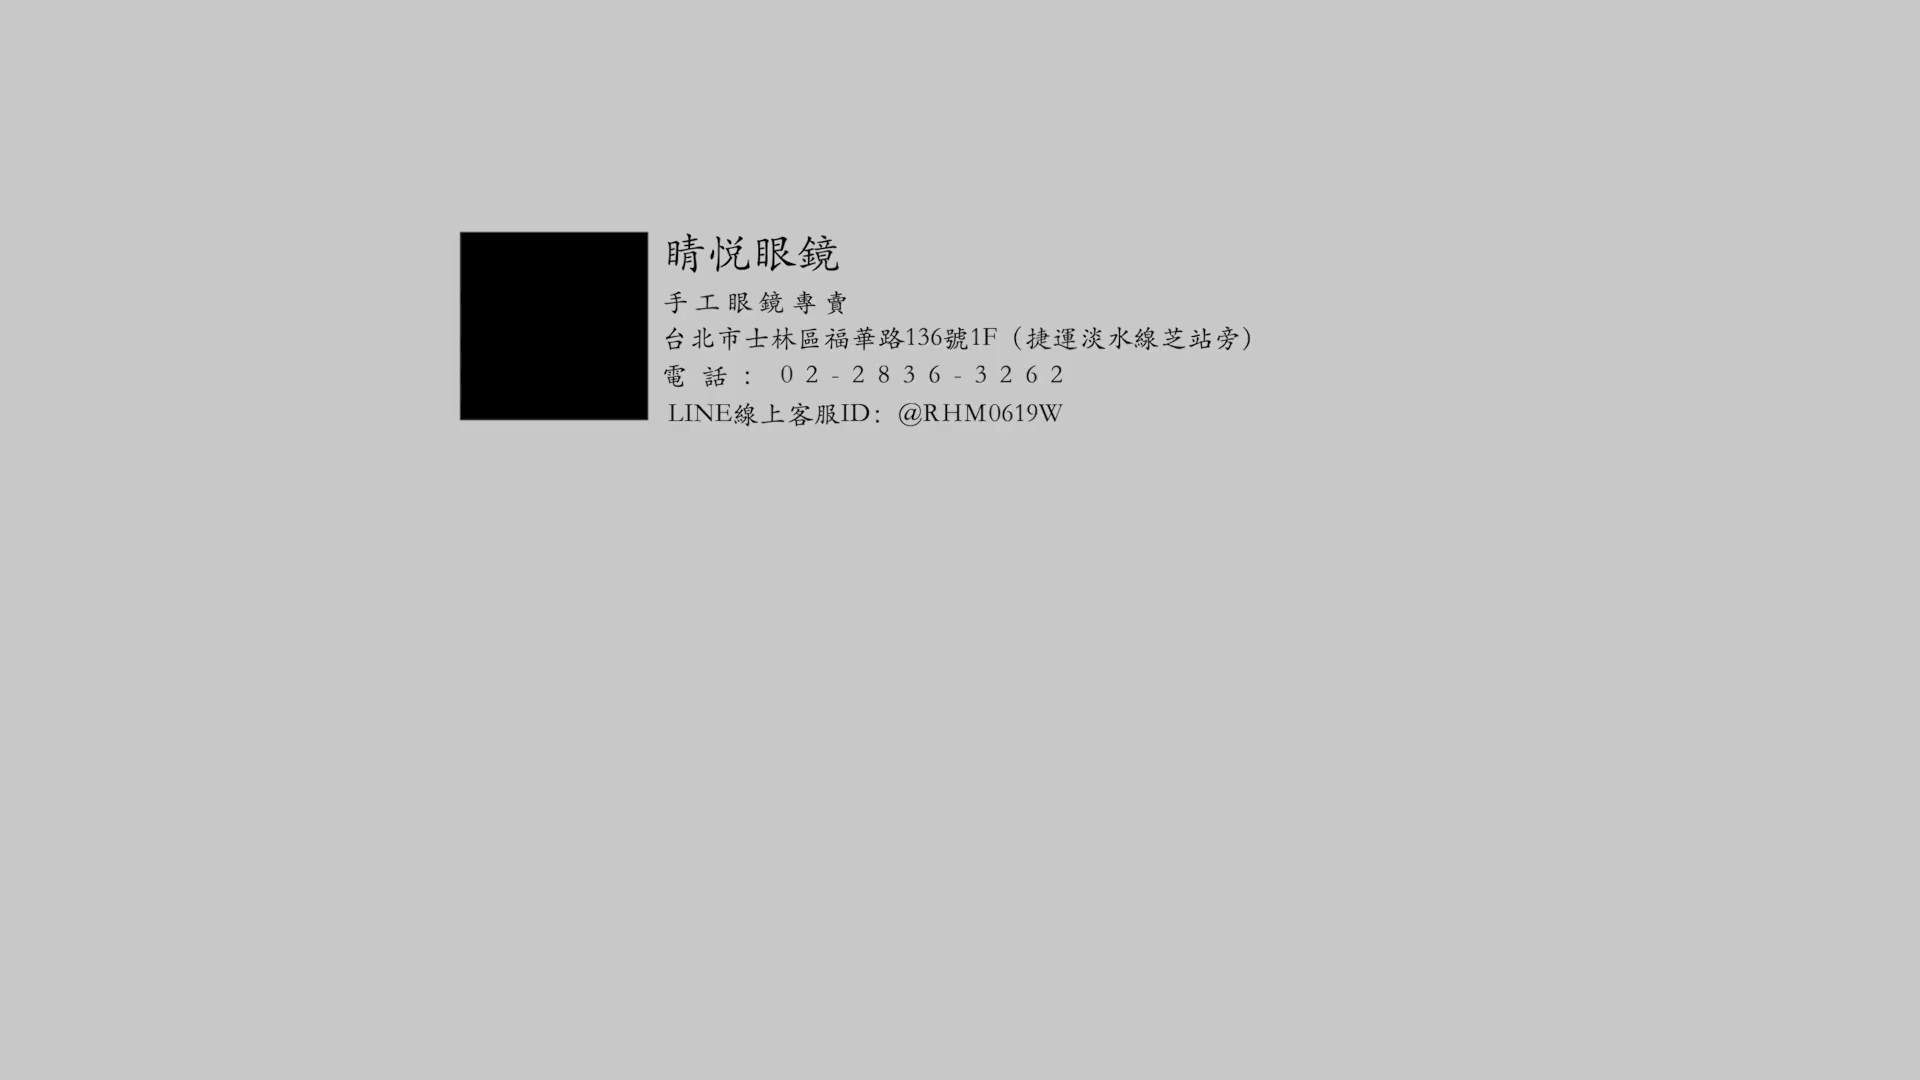 睛悦眼鏡
手工眼鏡專賣
台北市士林區福華路136號1F（捷運淡水線芝站旁）
電話：02-2836-3262
LINE線上客服ID：@RHM0619W